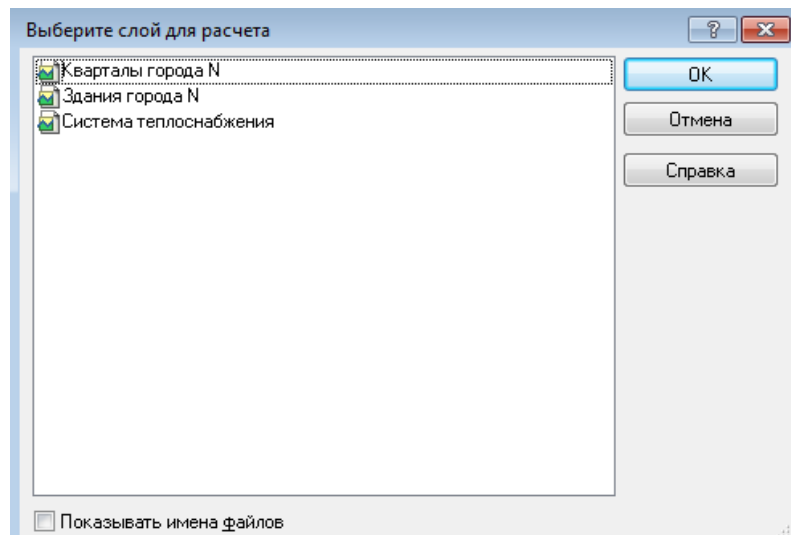 Выберите слой для расчета
Кварталы города N
Здания города N
Система теплоснабжения
OK
Отмена
Справка
Показывать имена файлов